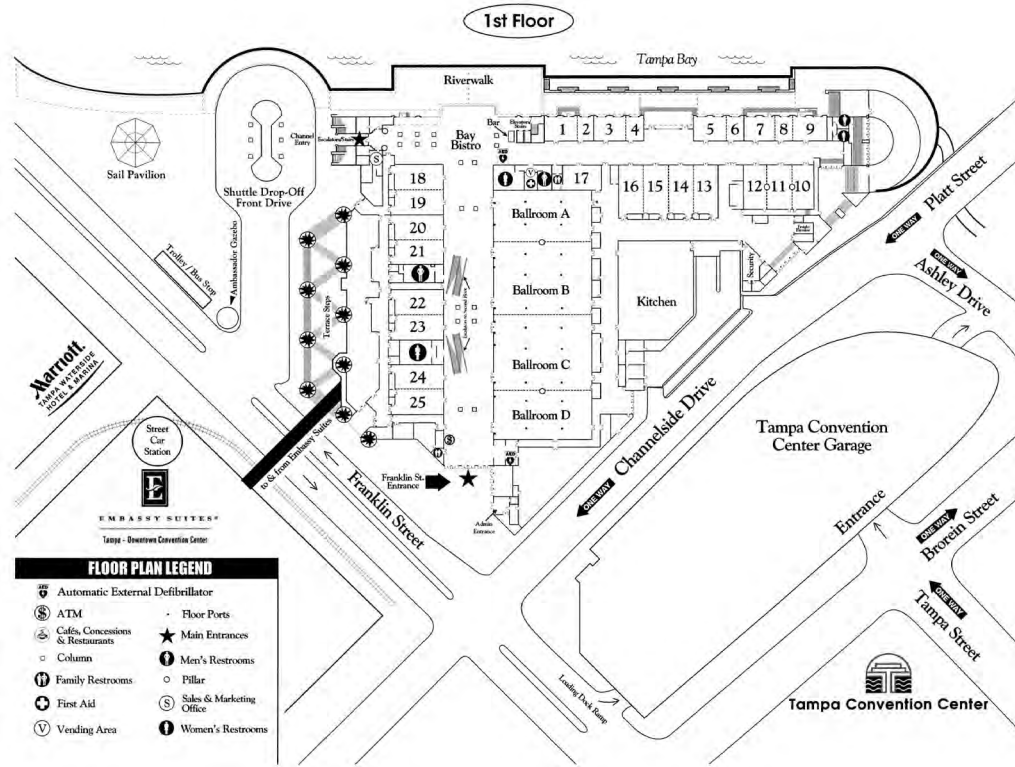 1st Floor
Tampa Bay
Riverwalk
Bar
Elevators/Stairs
Channel
Entry
Escalators/Stairs
Bay
Bistro
AED
1 2 3 4 5 6 7 8 9
Sail Pavilion
Shuttle Drop-Off
Front Drive
S
18
V
17
16 15 14 13
12 11 10
Platt Street
ONE WAY
19
Ballroom A
20
21
Ambassador Gazebo
Trolley / Bus Stop
Security
ONE WAY
Ashley Drive
22
23
Terrace Steps
Ballroom B
Kitchen
Marriott.
TAMPA WATERSIDE
HOTEL & MARINA
24
25
Ballroom C
Ballroom D
Channelside Drive
ONE WAY
Tampa Convention
Center Garage
Street
Car
Station
E
EMBASSY SUITES®
Tampa - Downtown Convention Center
to & from Embassy Suites
$
AED
Franklin St.
Entrance
Franklin Street
Admin
Entrance
Entrance
ONE WAY
Brorein Street
ONE WAY
Tampa Street
Loading Dock Ramp
FLOOR PLAN LEGEND
AED Automatic External Defibrillator
$ ATM
Floor Ports
Cafés, Concessions
& Restaurants
Main Entrances
Column
Men's Restrooms
Family Restrooms
Pillar
First Aid
S Sales & Marketing
Office
V Vending Area
Women's Restrooms
Tampa Convention Center